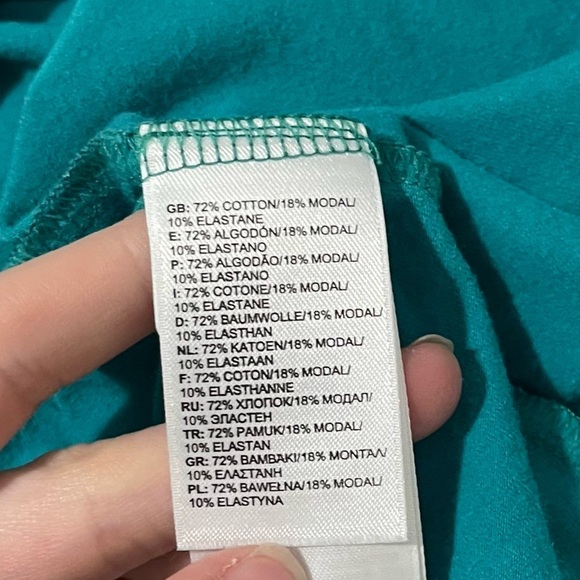 GB: 72% COTTON/18% MODAL/
10% ELASTANE
E: 72% ALGODÓN/18% MODAL/
10% ELASTANO
P: 72% ALGODÃO/18% MODAL/
10% ELASTANO
I: 72% COTONE/18% MODAL/
10% ELASTANE
D: 72% BAUMWOLLE/18% MODAL/
10% ELASTHAN
NL: 72% KATOEN/18% MODAL/
10% ELASTAAN
F: 72% COTON/18% MODAL/
10% ELASTHANNE
RU: 72% ХЛОПОК/18% МОДАЛ/
10% ЭЛАСТЕН
TR: 72% PAMUK/18% MODAL/
10% ELASTAN
GR: 72% ΒΑΜΒΑΚΙ/18% ΜΟΝΤΑΛ/
10% ΕΛΑΣΤΑΝΗ
PL: 72% BAWEŁNA/18% MODAL/
10% ELASTYNA